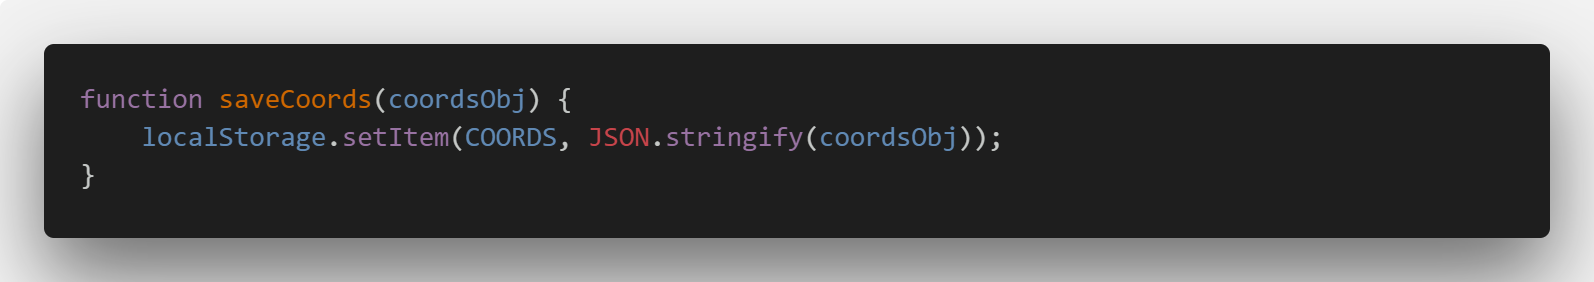 function saveCoords(coordsObj) {
    localStorage.setItem(COORDS, JSON.stringify(coordsObj));
}